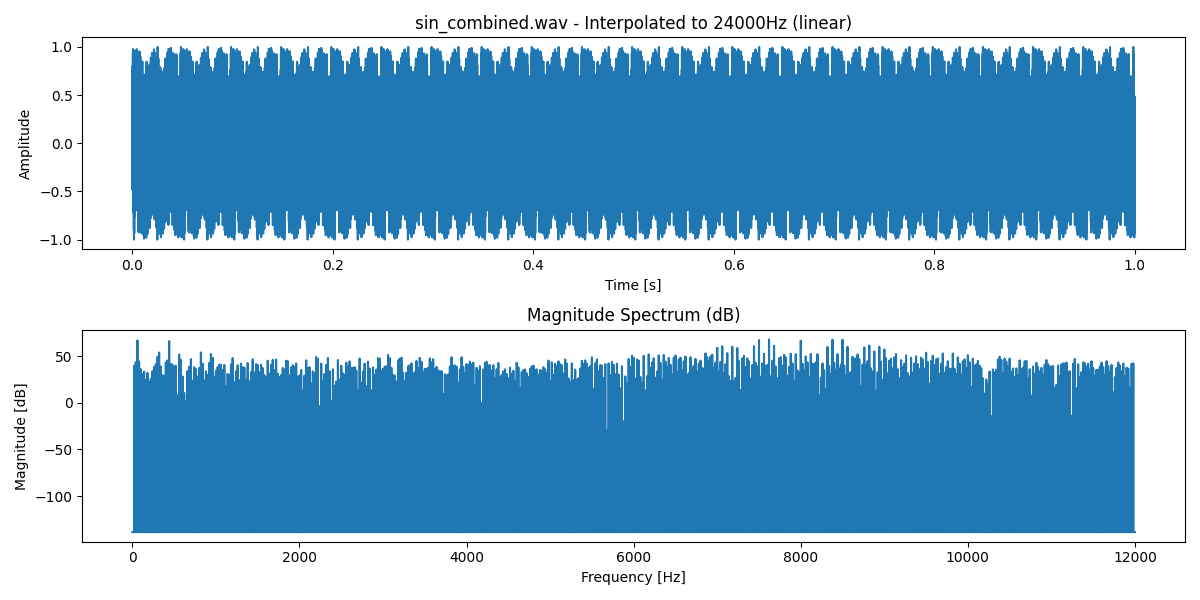 sin_combined.wav - Interpolated to 24000Hz (linear)
1.0
0.5
0.0
−0.5
−1.0
Amplitude
0.0 0.2 0.4 0.6 0.8 1.0
Time [s]
Magnitude Spectrum (dB)
50
0
−50
−100
Magnitude [dB]
0 2000 4000 6000 8000 10000 12000
Frequency [Hz]